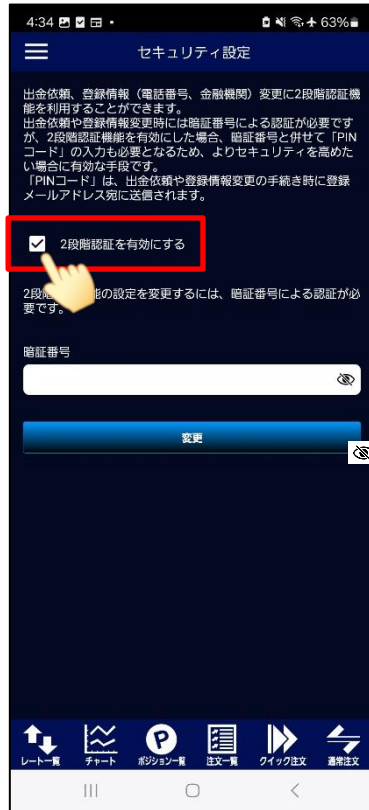 4:34
63%
セキュリティ設定
出金依頼、登録情報（電話番号、金融機関）変更に2段階認証機
能を利用することができます。
出金依頼や登録情報変更時には暗証番号による認証が必要です
が、2段階認証機能を有効にした場合、暗証番号と併せて「PIN
コード」の入力も必要となるため、よりセキュリティを高めた
い場合に有効な手段です。
「PINコード」は、出金依頼や登録情報変更の手続き時に登録
メールアドレス宛に送信されます。
2段階認証を有効にする
2段 能の設定を変更するには、暗証番号による認証が必
要です。
暗証番号
変更
レート一覧
チャート
P
ポジション一覧
注文一覧
クイック注文
通常注文